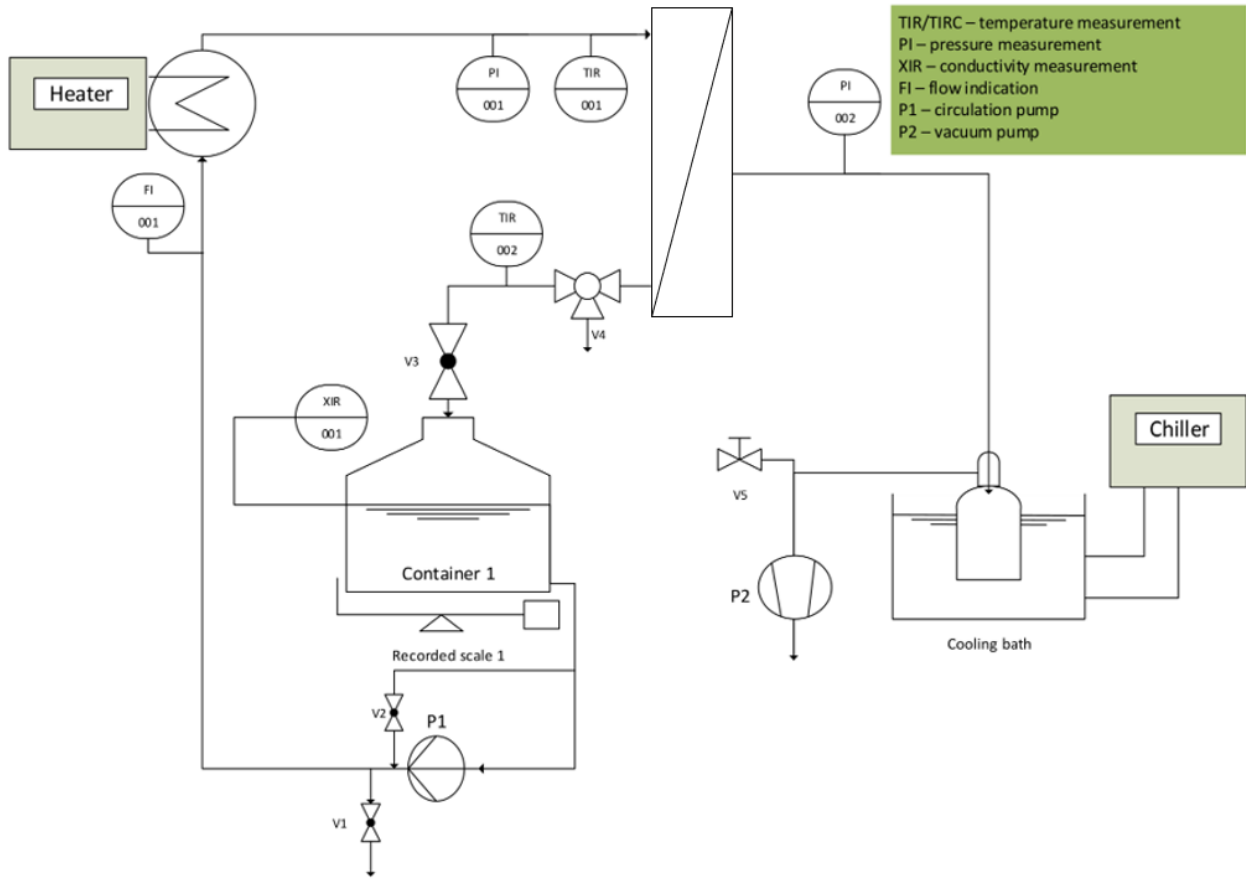 TIR/TIRC – temperature measurement
PI – pressure measurement
XIR – conductivity measurement
FI – flow indication
P1 – circulation pump
P2 – vacuum pump
Heater
PI
001
TIR
001
PI
002
FI
001
TIR
002
V4
V3
XIR
001
Chiller
V5
Container 1
P2
Cooling bath
Recorded scale 1
V2
P1
V1